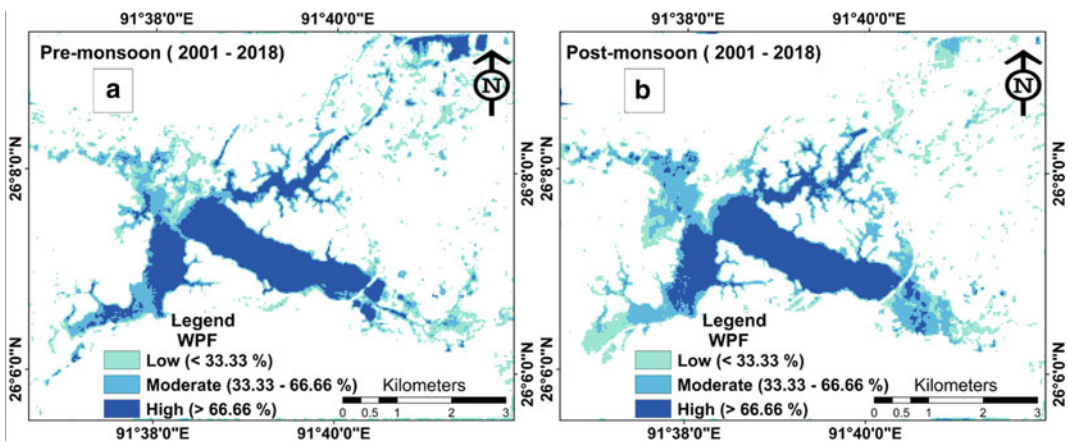 91°38'0"E
91°40'0"E
Pre-monsoon ( 2001 - 2018)
a
N
26°8'0"N
26°8'0"N
26°6'0"N
26°6'0"N
Legend
WPF
Low (< 33.33 %)
Moderate (33.33 - 66.66 %)
High (> 66.66 %)
Kilometers
0 0.5 1 2 3
91°38'0"E
91°40'0"E
91°38'0"E
91°40'0"E
Post-monsoon ( 2001 - 2018)
b
N
26°8'0"N
26°8'0"N
26°6'0"N
26°6'0"N
Legend
WPF
Low (< 33.33 %)
Moderate (33.33 - 66.66 %)
High (> 66.66 %)
Kilometers
0 0.5 1 2 3
91°38'0"E
91°40'0"E